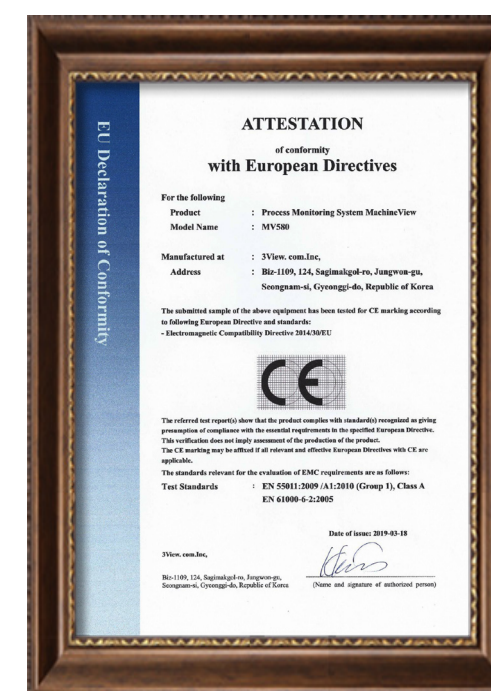 EU Declaration of Conformity
ATTESTATION
of conformity
with European Directives
For the following
Product : Process Monitoring System MachineView
Model Name : MV580
Manufactured at : 3View. com.Inc,
Address : Biz-1109, 124, Sagimakgol-ro, Jungwon-gu,
Seongnam-si, Gyeonggi-do, Republic of Korea
The submitted sample of the above equipment has been tested for CE marking according
to following European Directive and standards:
- Electromagnetic Compatibility Directive 2014/30/EU
CE
The referred test report(s) show that the product complies with standard(s) recognized as giving
presumption of compliance with the essential requirements in the specified European Directive.
This verification does not imply assessment of the production of the product.
The CE marking may be affixed if all relevant and effective European Directives with CE are
applicable.
The standards relevant for the evaluation of EMC requirements are as follows:
Test Standards : EN 55011:2009 /A1:2010 (Group 1), Class A
EN 61000-6-2:2005
Date of issue: 2019-03-18
3View. com.Inc,
Biz-1109, 124, Sagimakgol-ro, Jungwon-gu,
Seongnam-si, Gyeonggi-do, Republic of Korea
(Name and signature of authorized person)